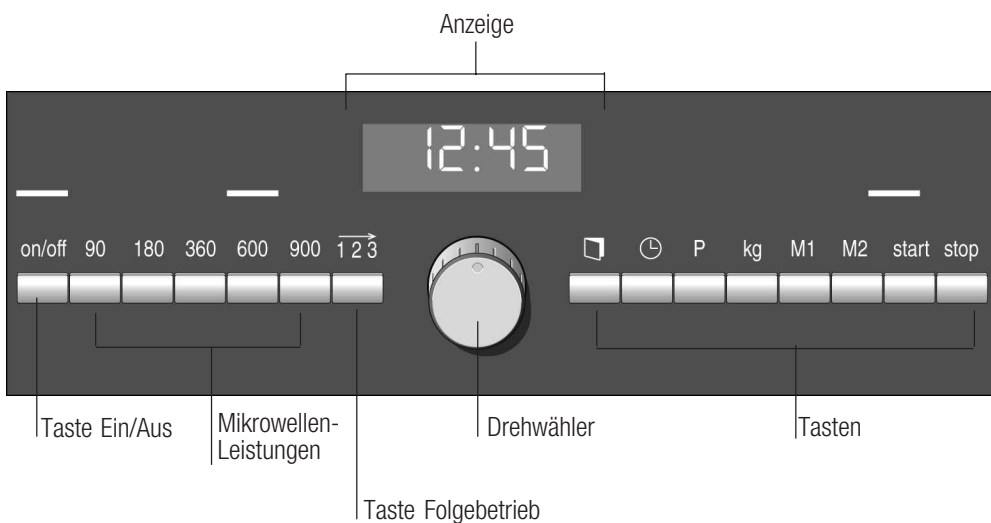 Anzeige
12:45
on/off 90 180 360 600 900 1 2 3 P kg M1 M2 start stop
Taste Ein/Aus
Mikrowellen-
Leistungen
Drehwähler
Tasten
Taste Folgebetrieb